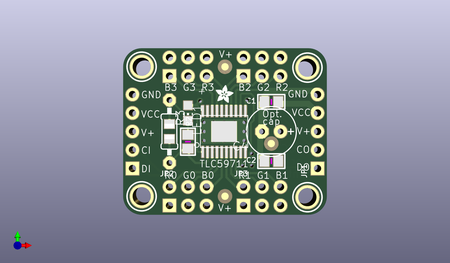 V+
B3 G3 R3 B2 G2 R2
GND GND
VCC Opt. VCC
cap
V+ + V+
CI CO
DI TLC59711 C2
R0 G0 B0 R1 G1 B1
V+